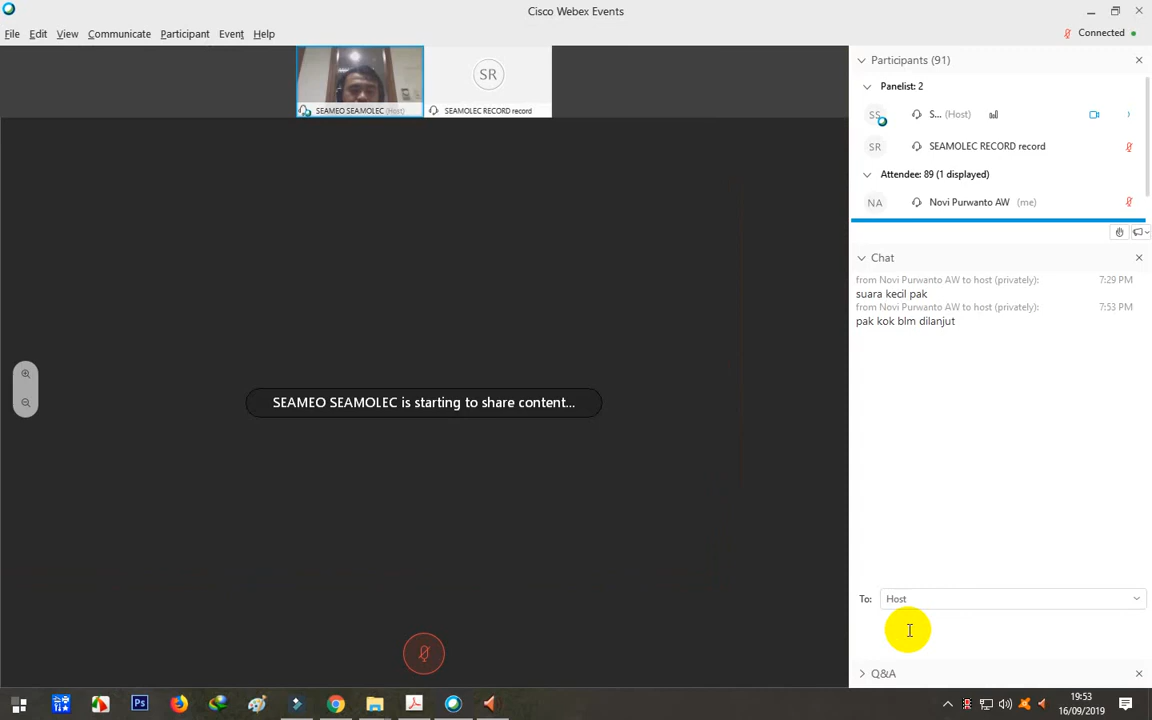 Cisco Webex Events
File Edit View Communicate Participant Event Help
Connected
SR
SEAMEO SEAMOLEC (Host)
SEAMOLEC RECORD record
Participants (91)
Panelist: 2
SS S... (Host)
SR SEAMOLEC RECORD record
Attendee: 89 (1 displayed)
NA Novi Purwanto AW (me)
Chat
from Novi Purwanto AW to host (privately): 7:29 PM
suara kecil pak
from Novi Purwanto AW to host (privately): 7:53 PM
pak kok blm dilanjut
SEAMEO SEAMOLEC is starting to share content...
To: Host
Q&A
Ps
19:53
16/09/2019